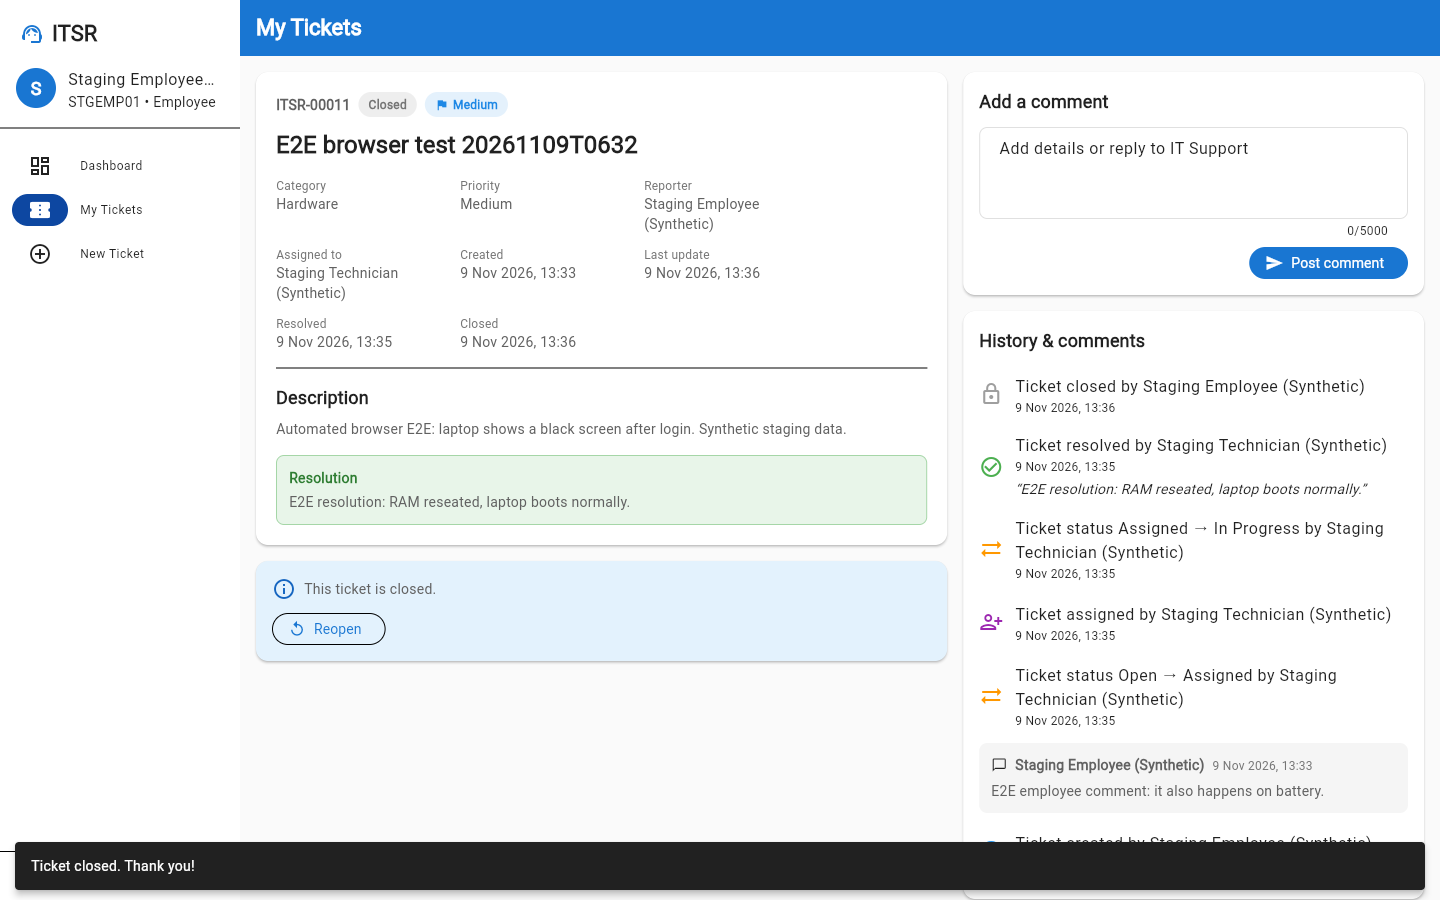 ITSR
Staging Employee…
STGEMP01 • Employee
Dashboard
My Tickets
New Ticket
My Tickets
ITSR-00011 Closed Medium
E2E browser test 20261109T0632
Category
Hardware
Priority
Medium
Reporter
Staging Employee
(Synthetic)
Assigned to
Staging Technician
(Synthetic)
Created
9 Nov 2026, 13:33
Last update
9 Nov 2026, 13:36
Resolved
9 Nov 2026, 13:35
Closed
9 Nov 2026, 13:36
Description
Automated browser E2E: laptop shows a black screen after login. Synthetic staging data.
Resolution
E2E resolution: RAM reseated, laptop boots normally.
This ticket is closed.
Reopen
Add a comment
Add details or reply to IT Support
0/5000
Post comment
History & comments
Ticket closed by Staging Employee (Synthetic)
9 Nov 2026, 13:36
Ticket resolved by Staging Technician (Synthetic)
9 Nov 2026, 13:35
“E2E resolution: RAM reseated, laptop boots normally.”
Ticket status Assigned → In Progress by Staging
Technician (Synthetic)
9 Nov 2026, 13:35
Ticket assigned by Staging Technician (Synthetic)
9 Nov 2026, 13:35
Ticket status Open → Assigned by Staging
Technician (Synthetic)
9 Nov 2026, 13:35
Staging Employee (Synthetic) 9 Nov 2026, 13:33
E2E employee comment: it also happens on battery.
Ticket created by Staging Employee (Synthetic)
Ticket closed. Thank you!